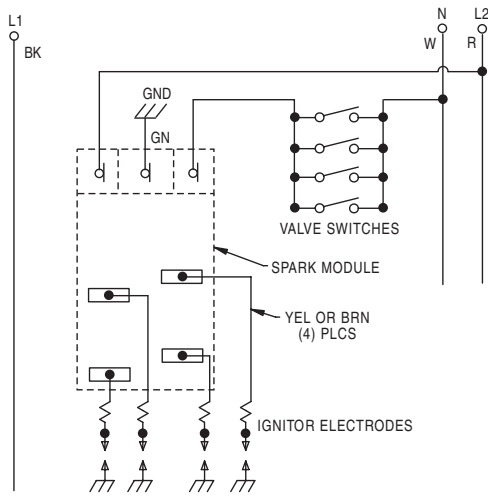 L1
BK
N
L2
W
R
GND
GN
VALVE SWITCHES
SPARK MODULE
YEL OR BRN
(4) PLCS
IGNITOR ELECTRODES